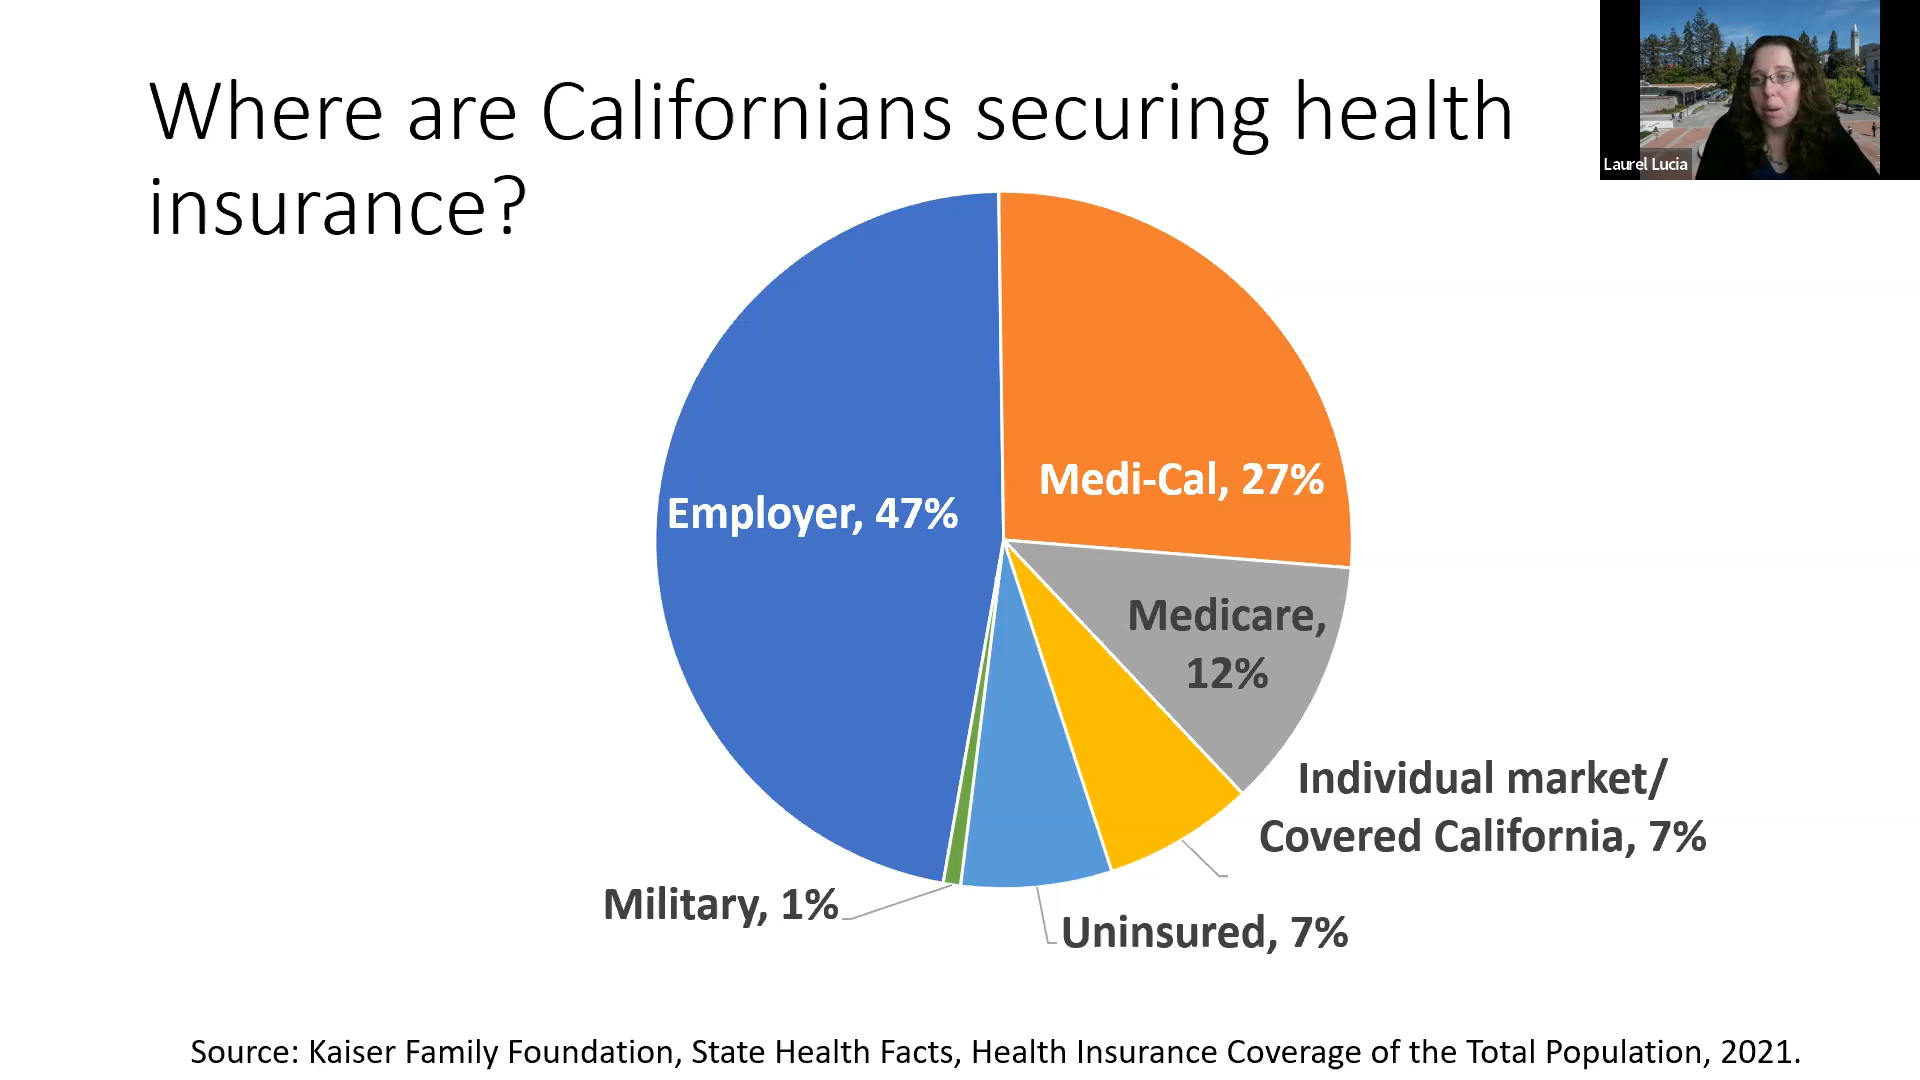 Where are Californians securing health
insurance?
Laurel Lucia
Employer, 47%
Medi-Cal, 27%
Medicare,
12%
Individual market/
Covered California, 7%
Military, 1%
Uninsured, 7%
Source: Kaiser Family Foundation, State Health Facts, Health Insurance Coverage of the Total Population, 2021.